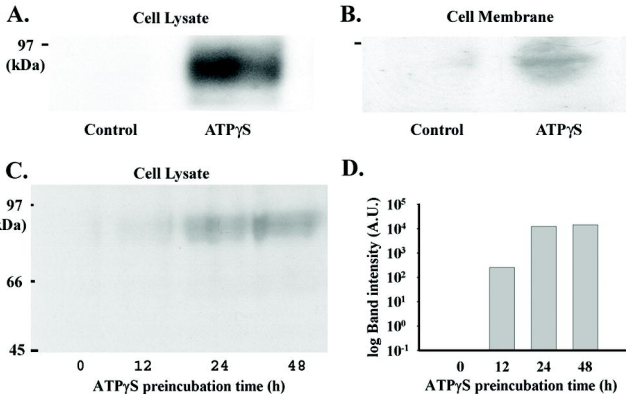 A.
Cell Lysate
97
(kDa)
Control ATPγS
B.
Cell Membrane
Control ATPγS
C.
Cell Lysate
97
Da)
66
45
0 12 24 48
ATPγS preincubation time (h)
D.
log Band intensity (A.U.)
10⁵
10⁴
10³
10²
10¹
10⁰
10⁻¹
0 12 24 48
ATPγS preincubation time (h)